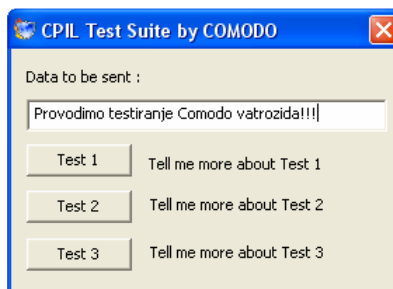 CPIL Test Suite by COMODO
Data to be sent :
Provodimo testiranje Comodo vatrozida!!!
Test 1 Tell me more about Test 1
Test 2 Tell me more about Test 2
Test 3 Tell me more about Test 3